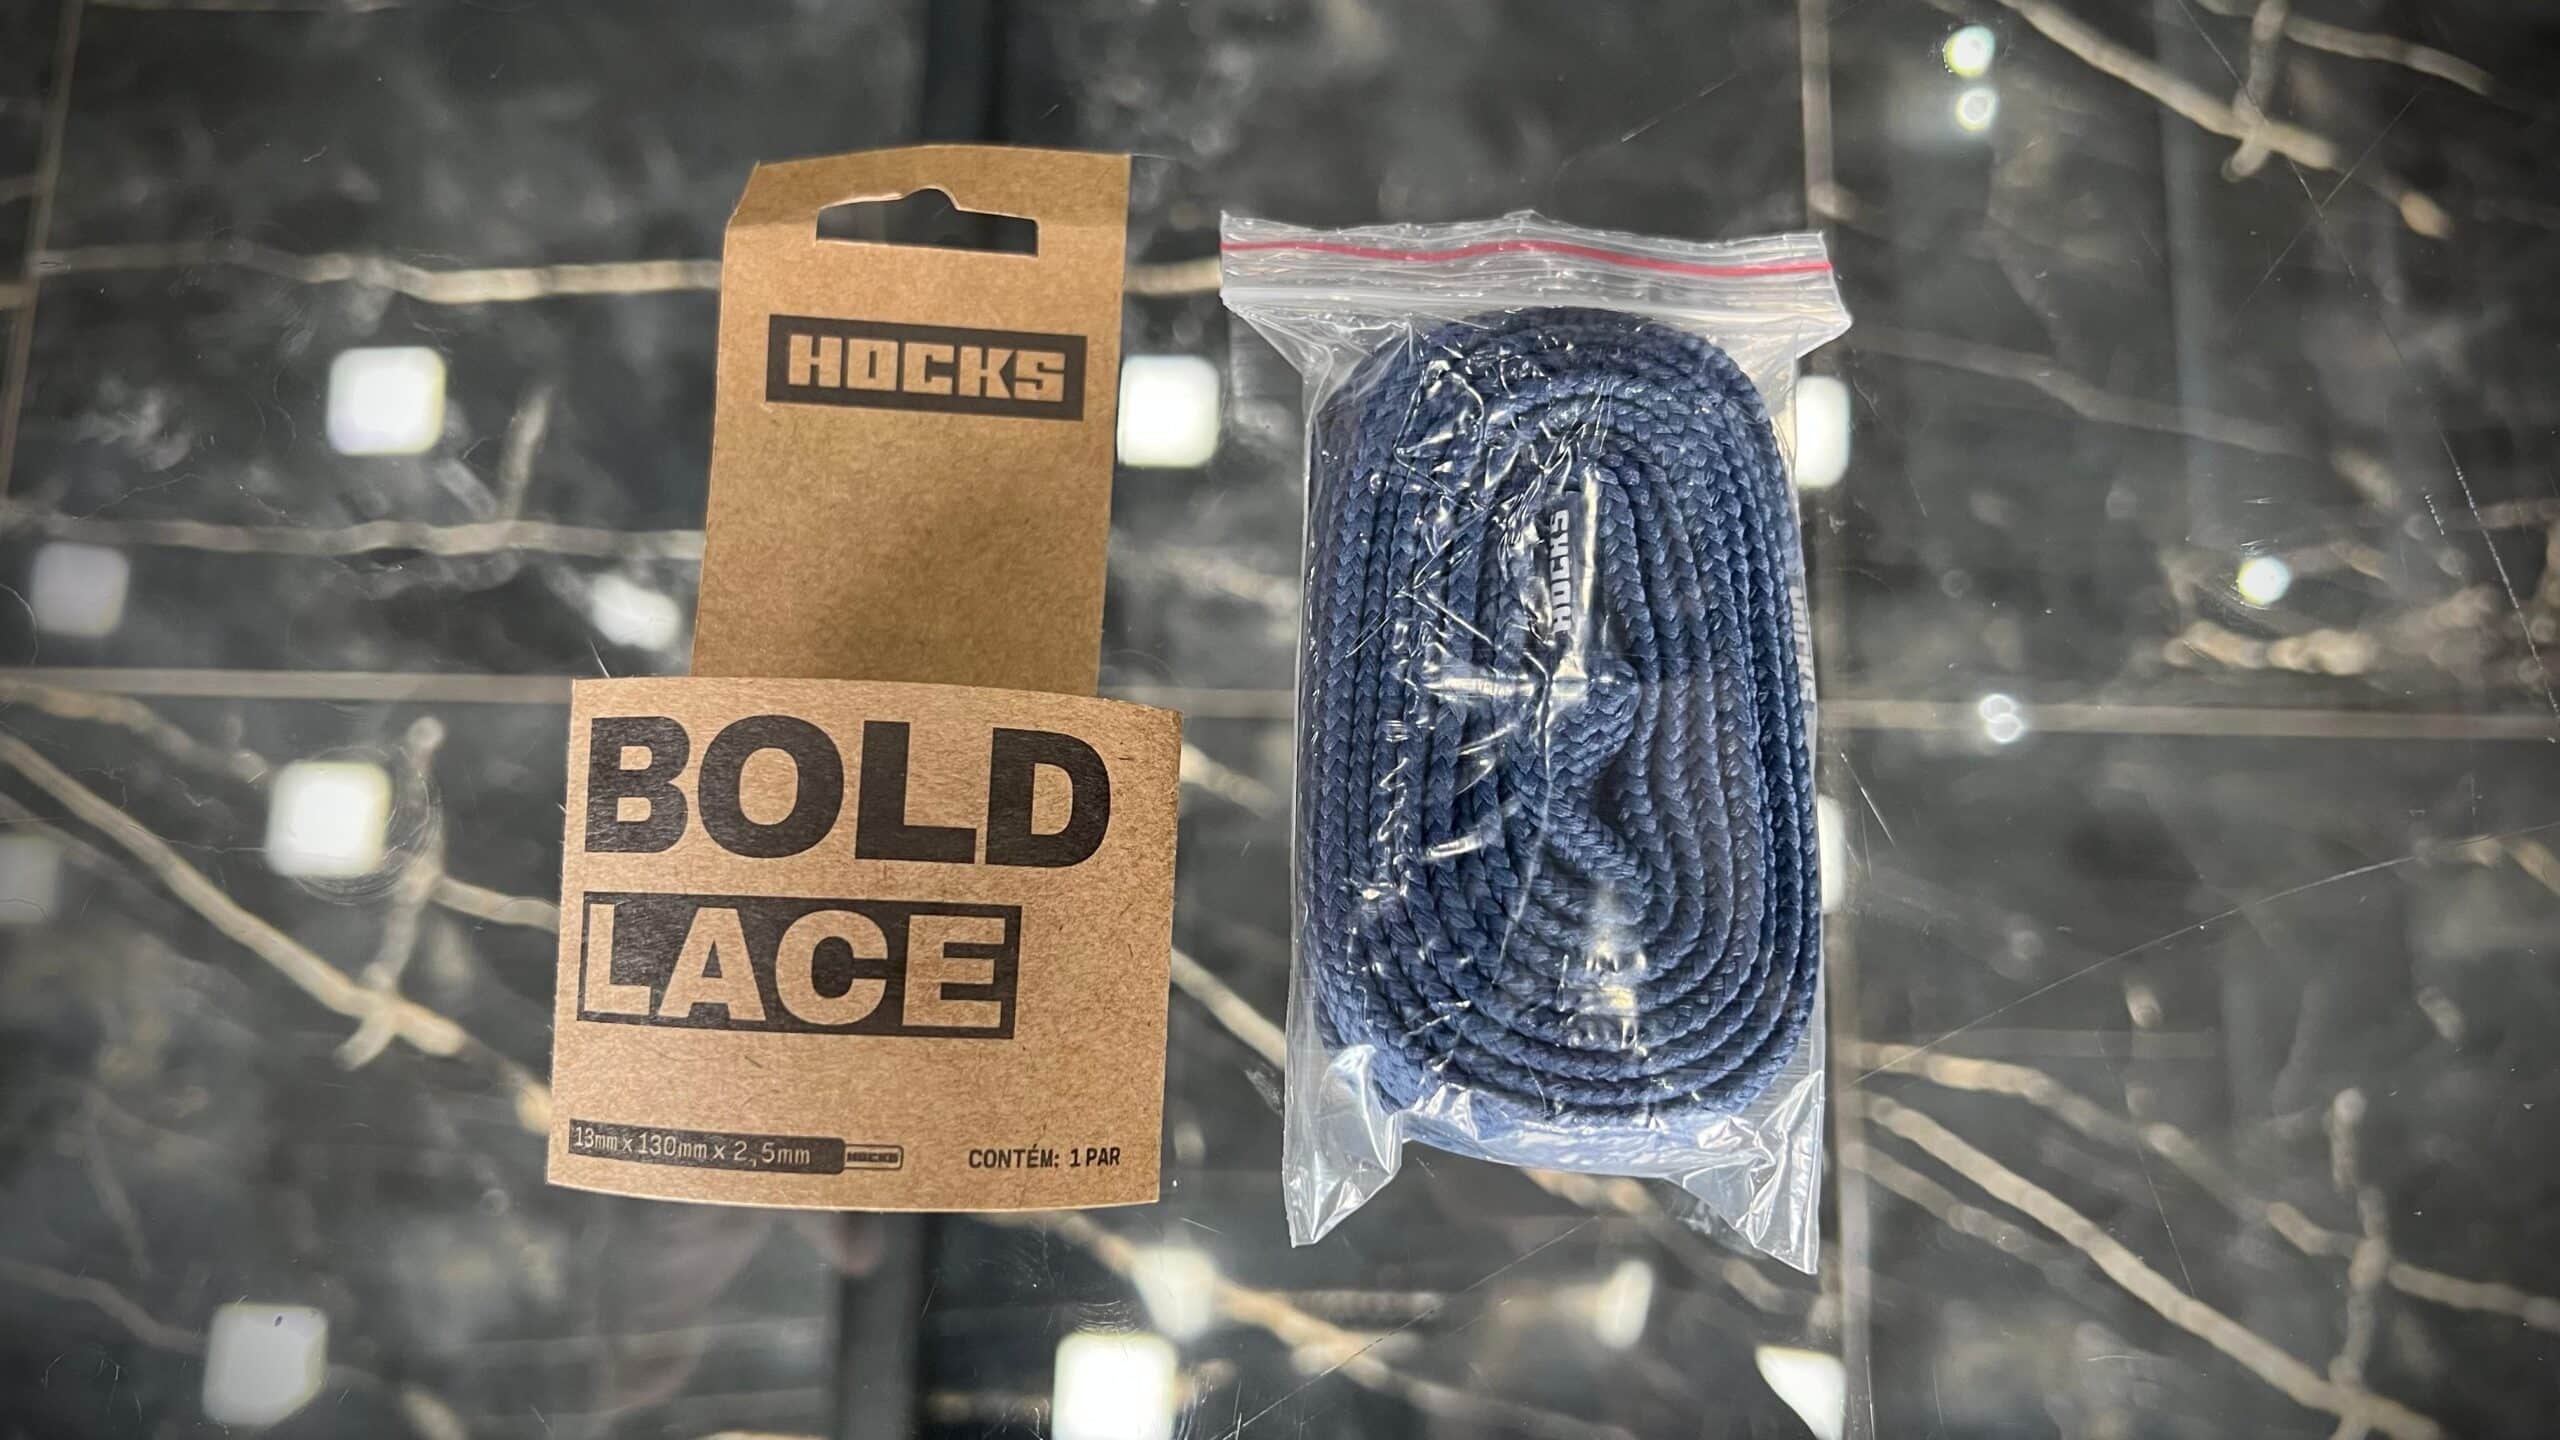 HOCKS
BOLD
LACE
13mm x 130mm x 2,5mm
HOCKS
CONTÉM: 1 PAR
HOCKS
HOCKS